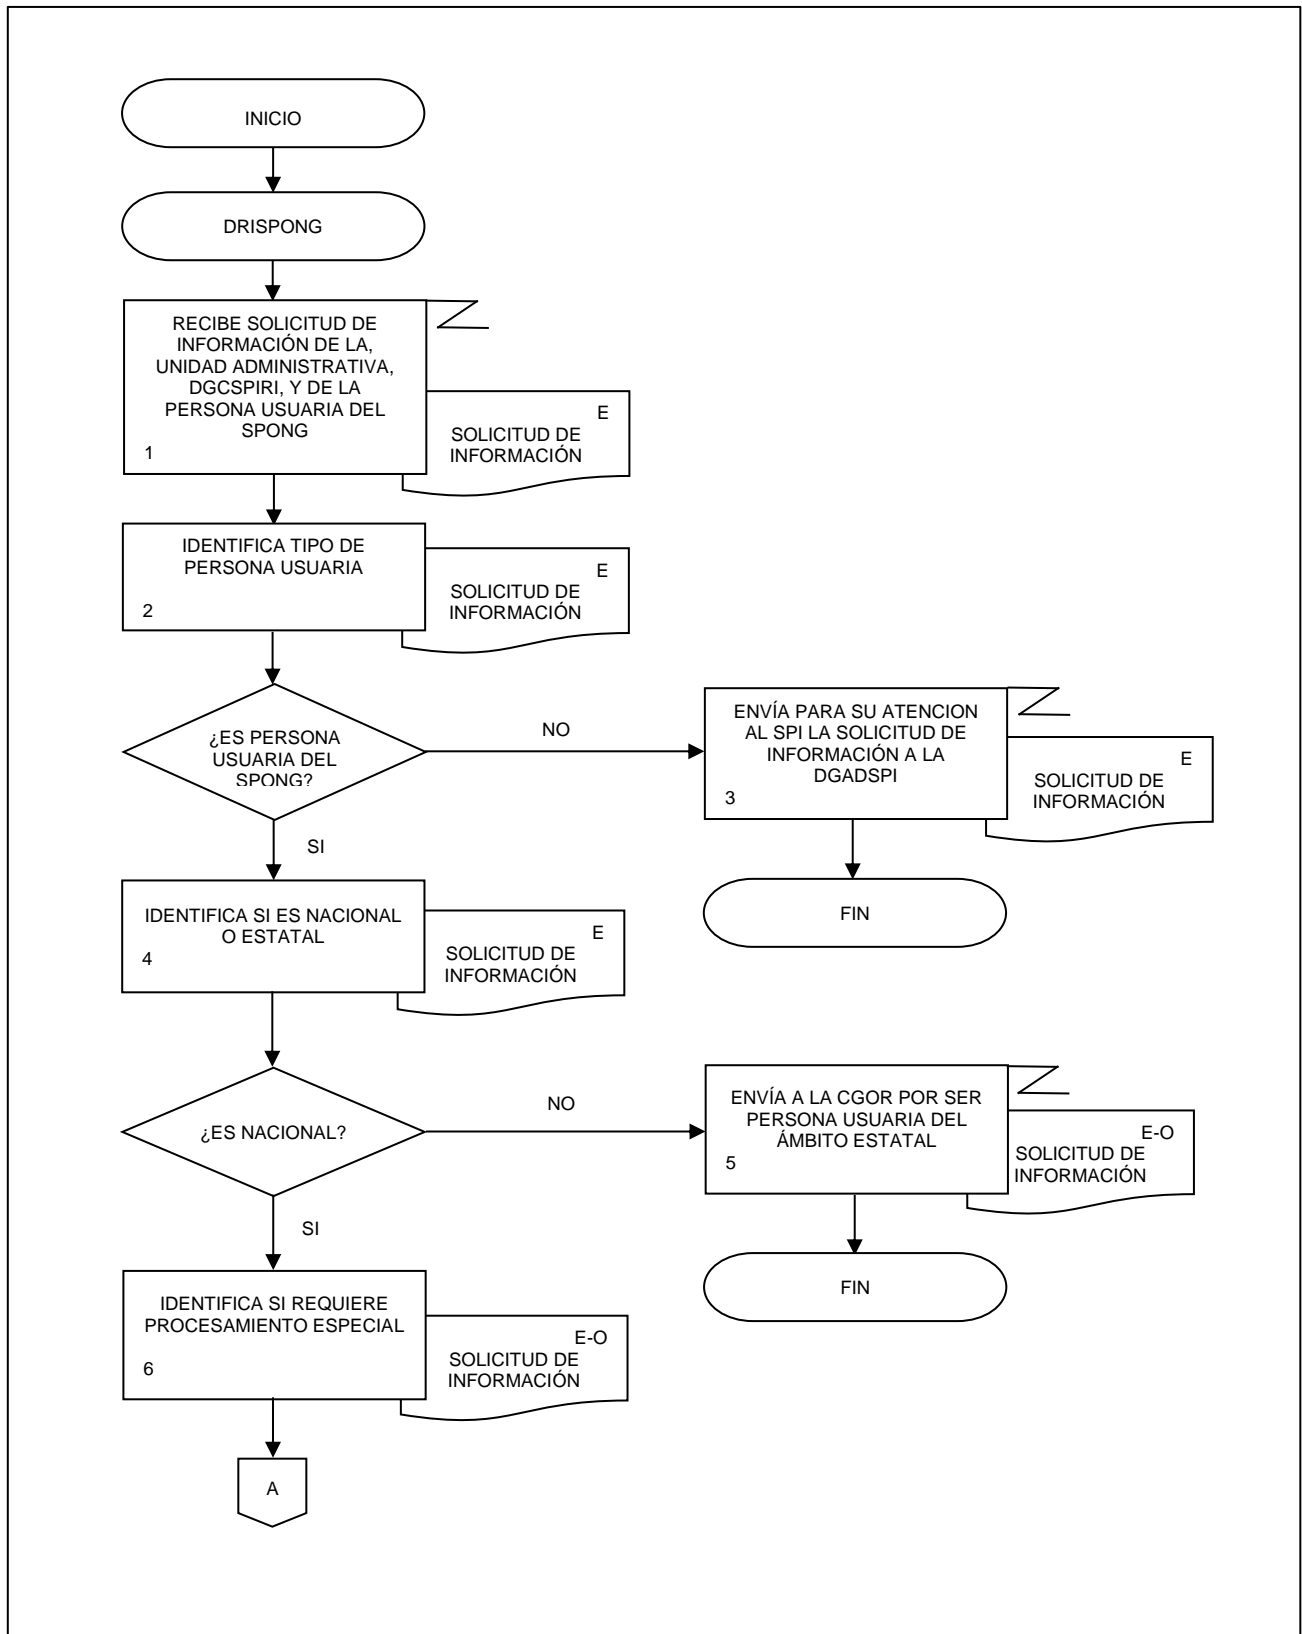 INICIO
DRISPONG
RECIBE SOLICITUD DE
INFORMACIÓN DE LA,
UNIDAD ADMINISTRATIVA,
DGCSPIRI, Y DE LA
PERSONA USUARIA DEL
SPONG
1
E
SOLICITUD DE
INFORMACIÓN
IDENTIFICA TIPO DE
PERSONA USUARIA
2
E
SOLICITUD DE
INFORMACIÓN
¿ES PERSONA
USUARIA DEL
SPONG?
NO
ENVÍA PARA SU ATENCION
AL SPI LA SOLICITUD DE
INFORMACIÓN A LA
DGADSPI
3
E
SOLICITUD DE
INFORMACIÓN
FIN
SI
IDENTIFICA SI ES NACIONAL
O ESTATAL
4
E
SOLICITUD DE
INFORMACIÓN
¿ES NACIONAL?
NO
ENVÍA A LA CGOR POR SER
PERSONA USUARIA DEL
ÁMBITO ESTATAL
5
E-O
SOLICITUD DE
INFORMACIÓN
FIN
SI
IDENTIFICA SI REQUIERE
PROCESAMIENTO ESPECIAL
6
E-O
SOLICITUD DE
INFORMACIÓN
A